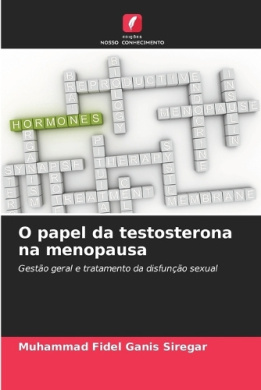 edições
NOSSO CONHECIMENTO
HORMONES
O papel da testosterona
na menopausa
Gestão geral e tratamento da disfunção sexual
Muhammad Fidel Ganis Siregar